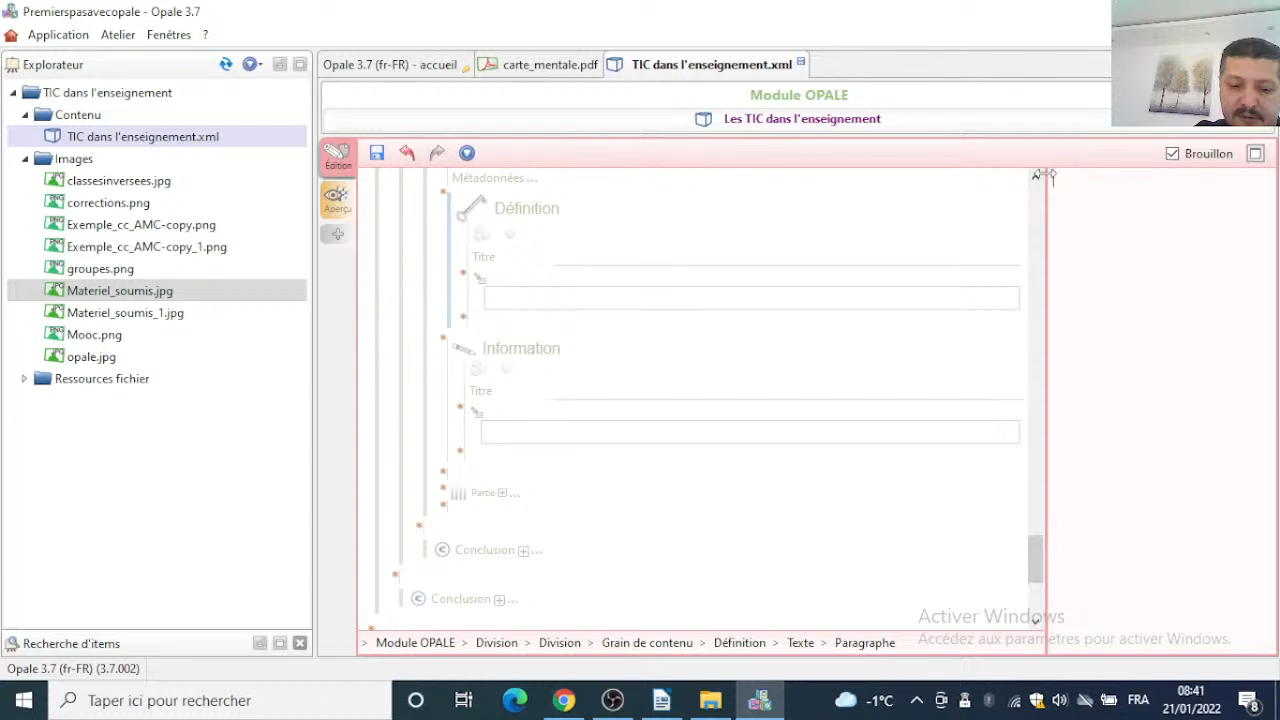 Premierspasavecopale - Opale 3.7
Application Atelier Fenêtres ?
Explorateur
TIC dans l'enseignement
Contenu
TIC dans l'enseignement.xml
Images
classesinversees.jpg
corrections.png
Exemple_cc_AMC-copy.png
Exemple_cc_AMC-copy_1.png
groupes.png
Materiel_soumis.jpg
Materiel_soumis_1.jpg
Mooc.png
opale.jpg
Ressources fichier
Recherche d'items
Opale 3.7 (fr-FR) (3.7.002)
Opale 3.7 (fr-FR) - accueil carte_mentale.pdf TIC dans l'enseignement.xml
Module OPALE
Les TIC dans l'enseignement
Édition
Aperçu
Brouillon
Métadonnées ...
Définition
Titre
Information
Titre
Partie ...
Conclusion ...
Conclusion ...
Activer Windows
Accédez aux paramètres pour activer Windows.
> Module OPALE > Division > Division > Grain de contenu > Définition > Texte > Paragraphe
Taper ici pour rechercher
-1°C
FRA
08:41
21/01/2022
8